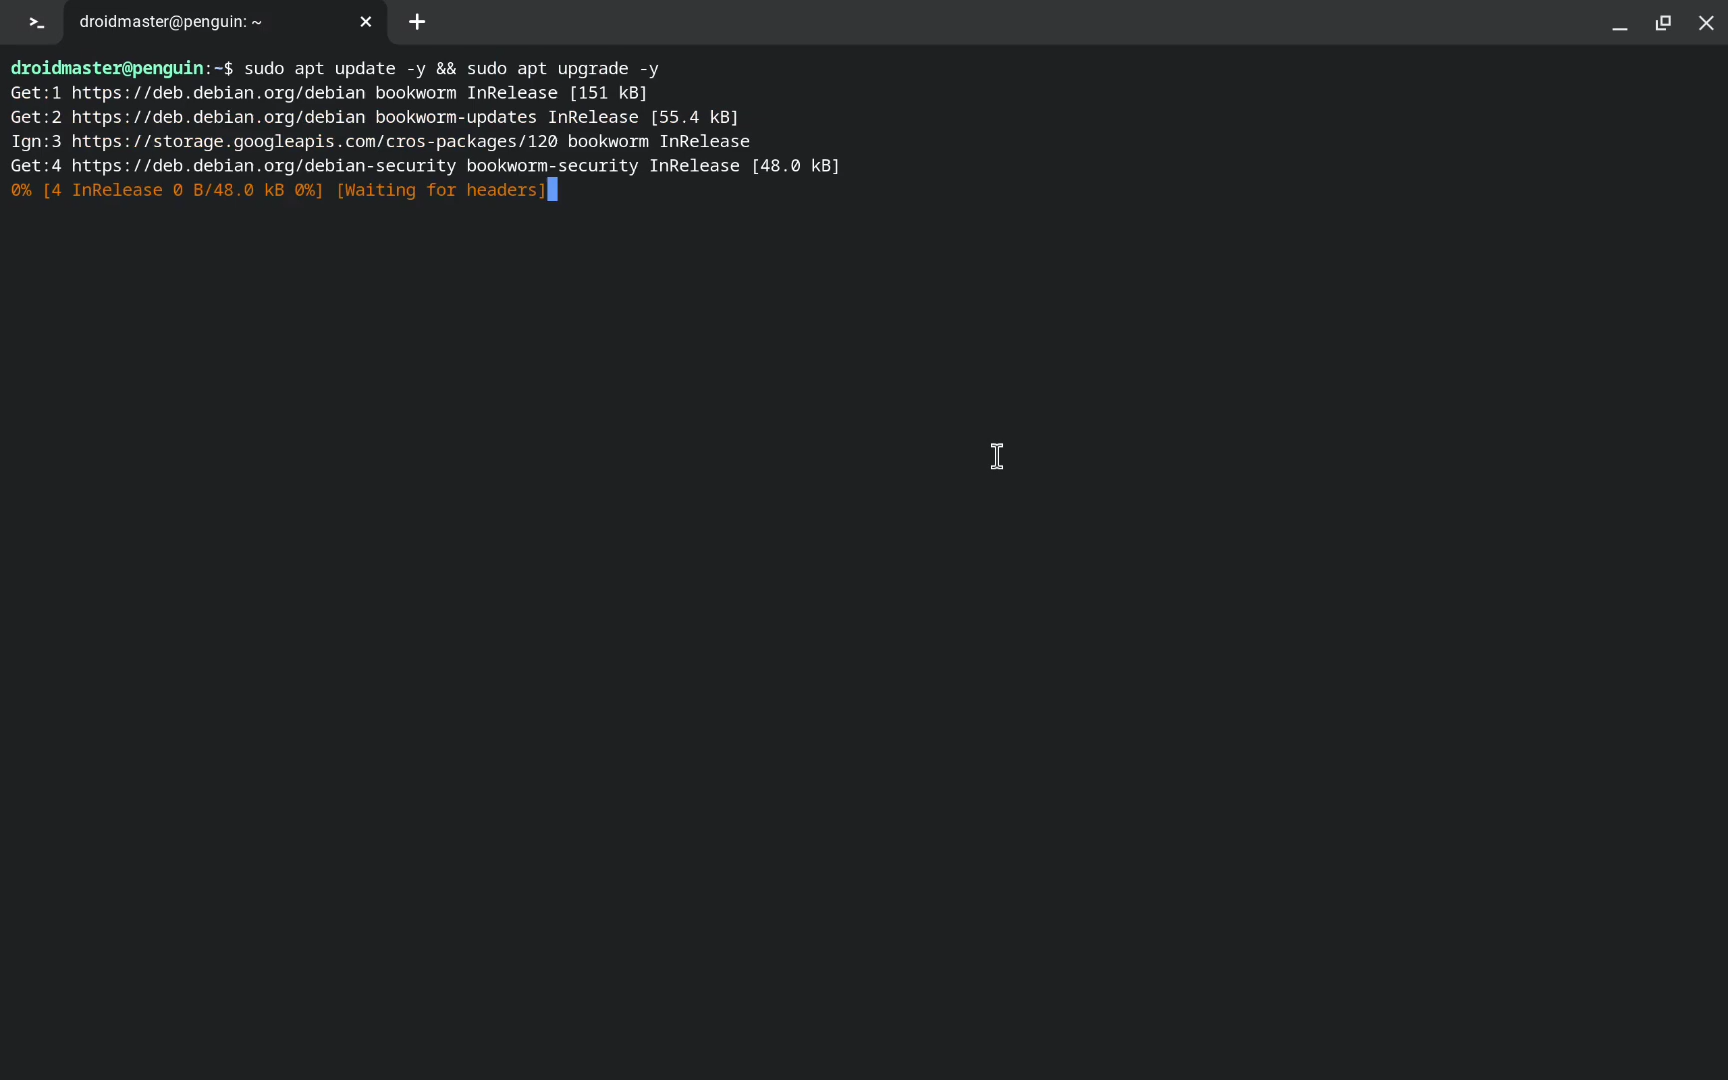 droidmaster@penguin: ~
droidmaster@penguin:~$ sudo apt update -y && sudo apt upgrade -y
Get:1 https://deb.debian.org/debian bookworm InRelease [151 kB]
Get:2 https://deb.debian.org/debian bookworm-updates InRelease [55.4 kB]
Ign:3 https://storage.googleapis.com/cros-packages/120 bookworm InRelease
Get:4 https://deb.debian.org/debian-security bookworm-security InRelease [48.0 kB]
0% [4 InRelease 0 B/48.0 kB 0%] [Waiting for headers]